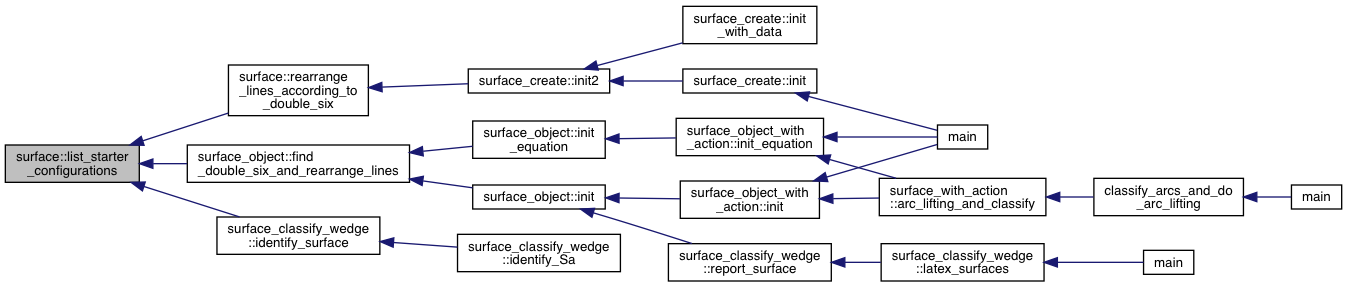 surface::list_starter
_configurations
surface::rearrange
_lines_according_to
_double_six
surface_object::find
_double_six_and_rearrange_lines
surface_classify_wedge
::identify_surface
surface_create::init2
surface_object::init
_equation
surface_object::init
surface_classify_wedge
::identify_Sa
surface_create::init
_with_data
surface_create::init
surface_object_with
_action::init_equation
surface_object_with
_action::init
surface_classify_wedge
::report_surface
main
surface_with_action
::arc_lifting_and_classify
surface_classify_wedge
::latex_surfaces
classify_arcs_and_do
_arc_lifting
main
main